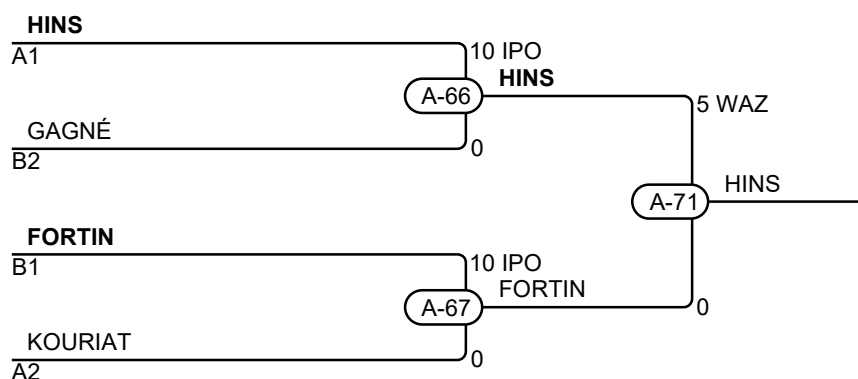 HINS
A1
10 IPO
A-66
HINS
GAGNÉ
B2
0
5 WAZ
A-71
HINS
FORTIN
B1
10 IPO
A-67
FORTIN
0
KOURIAT
A2
0